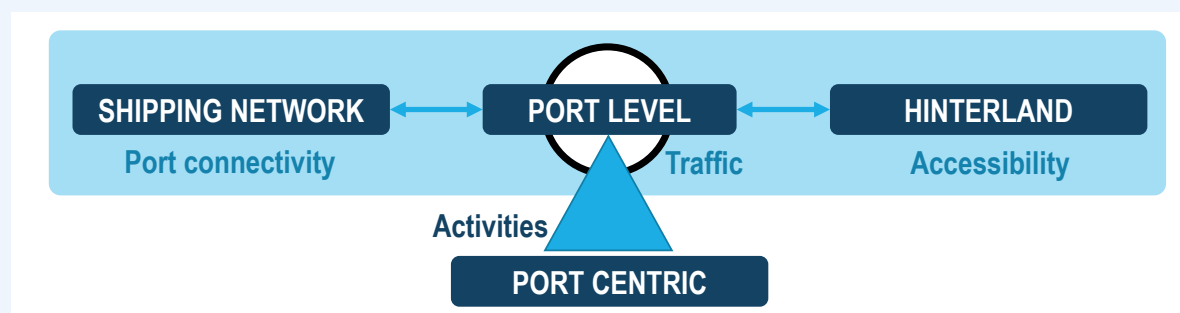 SHIPPING NETWORK
PORT LEVEL
HINTERLAND
Port connectivity
Traffic
Accessibility
Activities
PORT CENTRIC